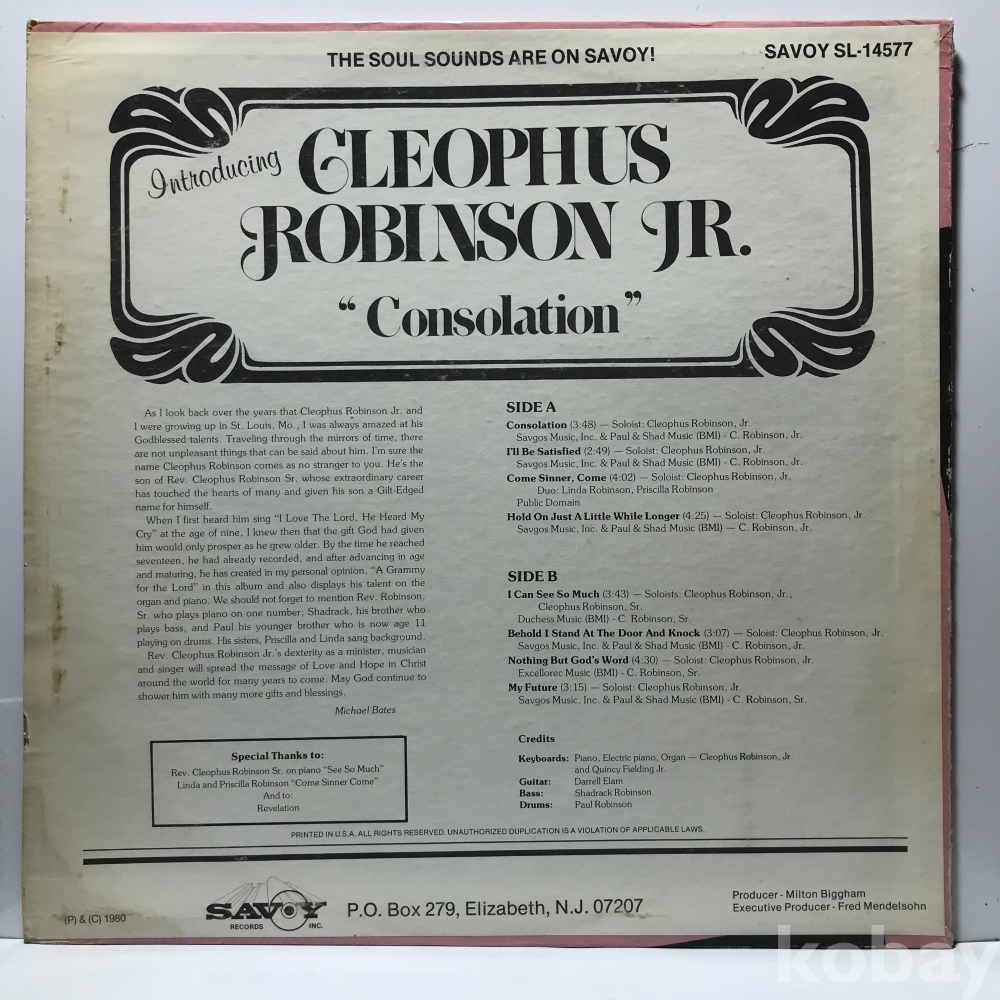 THE SOUL SOUNDS ARE ON SAVOY!
SAVOY SL-14577
Introducing CLEOPHUS
ROBINSON JR.
"Consolation"
As I look back over the years that Cleophus Robinson Jr. and
I were growing up in St. Louis, Mo., I was always amazed at his
Godblessed talents. Traveling through the mirrors of time, there
are not unpleasant things that can be said about him. I'm sure the
name Cleophus Robinson comes as no stranger to you. He's the
son of Rev. Cleophus Robinson Sr. whose extraordinary career
has touched the hearts of many and given his son a Gilt-Edged
name for himself.
When I first heard him sing "I Love The Lord, He Heard My
Cry" at the age of nine, I knew then that the gift God had given
him would only prosper as he grew older. By the time he reached
seventeen, he had already recorded, and after advancing in age
and maturing, he has created in my personal opinion, "A Grammy
for the Lord" in this album and also displays his talent on the
organ and piano. We should not forget to mention Rev. Robinson,
Sr. who plays piano on one number; Shadrack, his brother who
plays bass, and Paul his younger brother who is now age 11
playing on drums. His sisters, Priscilla and Linda sang background.
Rev. Cleophus Robinson Jr.'s dexterity as a minister, musician
and singer will spread the message of Love and Hope in Christ
around the world for many years to come. May God continue to
shower him with many more gifts and blessings.
Michael Bates
Special Thanks to:
Rev. Cleophus Robinson Sr. on piano "See So Much"
Linda and Priscilla Robinson "Come Sinner Come"
And to:
Revelation
SIDE A
Consolation (3:48) — Soloist: Cleophus Robinson, Jr.
Savgos Music, Inc. & Paul & Shad Music (BMI) - C. Robinson, Jr.
I'll Be Satisfied (2:49) — Soloist: Cleophus Robinson, Jr.
Savgos Music, Inc. & Paul & Shad Music (BMI) - C. Robinson, Jr.
Come Sinner, Come (4:02) — Soloist: Cleophus Robinson, Jr.
Duo: Linda Robinson, Priscilla Robinson
Public Domain
Hold On Just A Little While Longer (4:25) — Soloist: Cleophus Robinson, Jr.
Savgos Music, Inc. & Paul & Shad Music (BMI) — C. Robinson, Jr.
SIDE B
I Can See So Much (3:43) — Soloists: Cleophus Robinson, Jr.,
Cleophus Robinson, Sr.
Duchess Music (BMI) - C. Robinson, Sr.
Behold I Stand At The Door And Knock (3:07) — Soloist: Cleophus Robinson, Jr.
Savgos Music, Inc. & Paul & Shad Music (BMI) - C. Robinson, Jr.
Nothing But God's Word (4:30) — Soloist: Cleophus Robinson, Jr.
Excellorec Music (BMI) - C. Robinson, Sr.
My Future (3:15) — Soloist: Cleophus Robinson, Jr.
Savgos Music, Inc. & Paul & Shad Music (BMI) - C. Robinson, Sr.
Credits
Keyboards: Piano, Electric piano, Organ — Cleophus Robinson, Jr.
and Quincy Fielding Jr.
Guitar: Darrell Elam
Bass: Shadrack Robinson
Drums: Paul Robinson
PRINTED IN U.S.A. ALL RIGHTS RESERVED. UNAUTHORIZED DUPLICATION IS A VIOLATION OF APPLICABLE LAWS.
(P) & (C) 1980
SAVOY
RECORDS INC.
P.O. Box 279, Elizabeth, N.J. 07207
Producer - Milton Biggham
Executive Producer - Fred Mendelsohn
kobay